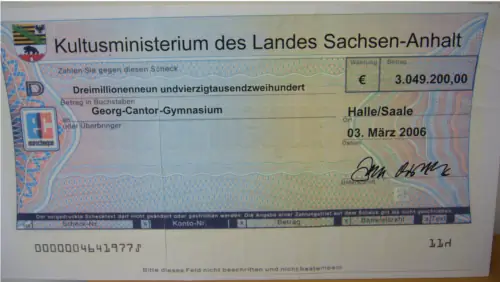 Kultusministerium des Landes Sachsen-Anhalt
Zahlen Sie gegen diesen Scheck
Währung
Betrag
€
3.049.200,00
Dreimillionenneun undvierzigtausendzweihundert
Betrag in Buchstaben
Georg-Cantor-Gymnasium
Halle/Saale
an
oder Überbringer
Ort
03. März 2006
Datum
ec
eurocheque
Der vorgedruckte Schecktext darf nicht geändert oder gestrichen werden. Die Angabe einer Zahlungsfrist auf dem Scheck gilt als nicht geschrieben.
Scheck-Nr.
Konto-Nr.
Betrag
Bankleitzahl
Text
0000004641977
11
Bitte dieses Feld nicht beschriften und nicht bestempeln